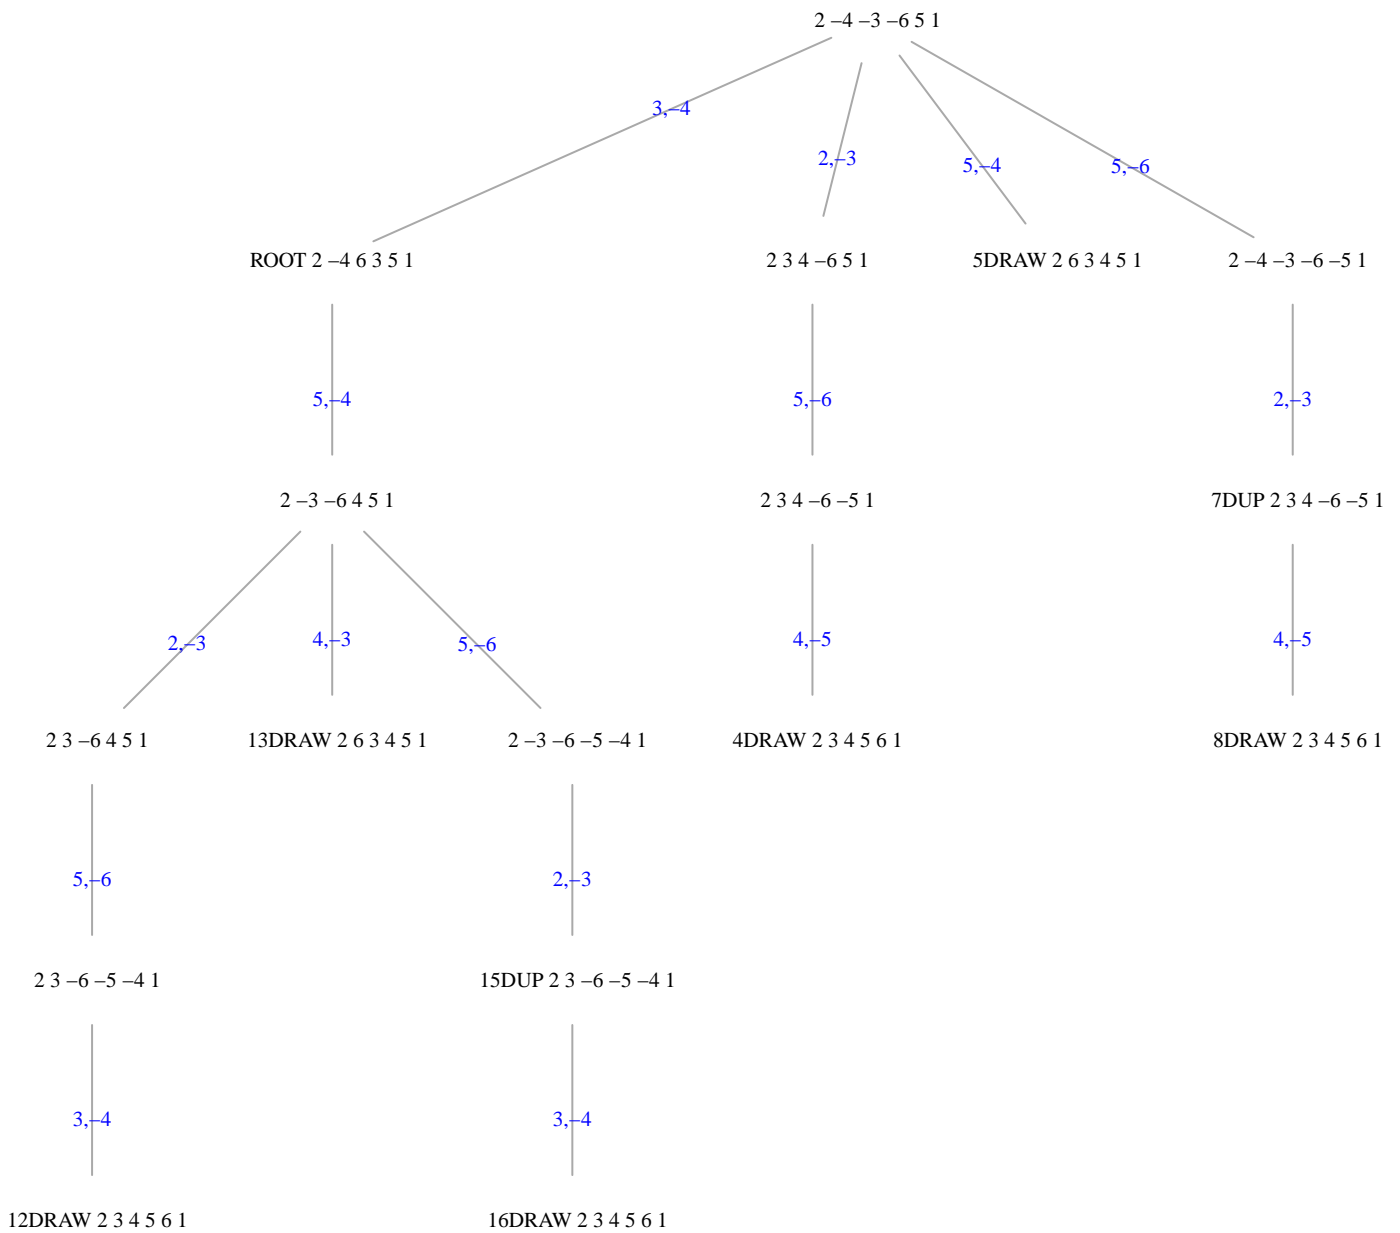 2 –4 –3 –6 5 1
3,–4
2,–3
5,–4
5,–6
ROOT 2 –4 6 3 5 1
2 3 4 –6 5 1
5DRAW 2 6 3 4 5 1
2 –4 –3 –6 –5 1
5,–4
5,–6
2,–3
2 –3 –6 4 5 1
2 3 4 –6 –5 1
7DUP 2 3 4 –6 –5 1
2,–3
4,–3
5,–6
4,–5
4,–5
2 3 –6 4 5 1
13DRAW 2 6 3 4 5 1
2 –3 –6 –5 –4 1
4DRAW 2 3 4 5 6 1
8DRAW 2 3 4 5 6 1
5,–6
2,–3
2 3 –6 –5 –4 1
15DUP 2 3 –6 –5 –4 1
3,–4
3,–4
12DRAW 2 3 4 5 6 1
16DRAW 2 3 4 5 6 1